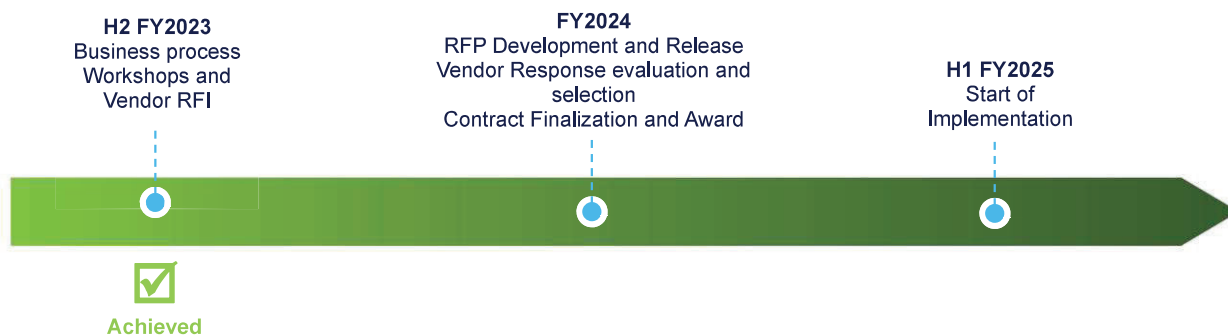 H2 FY2023
Business process
Workshops and
Vendor RFI
FY2024
RFP Development and Release
Vendor Response evaluation and
selection
Contract Finalization and Award
H1 FY2025
Start of
Implementation
Achieved